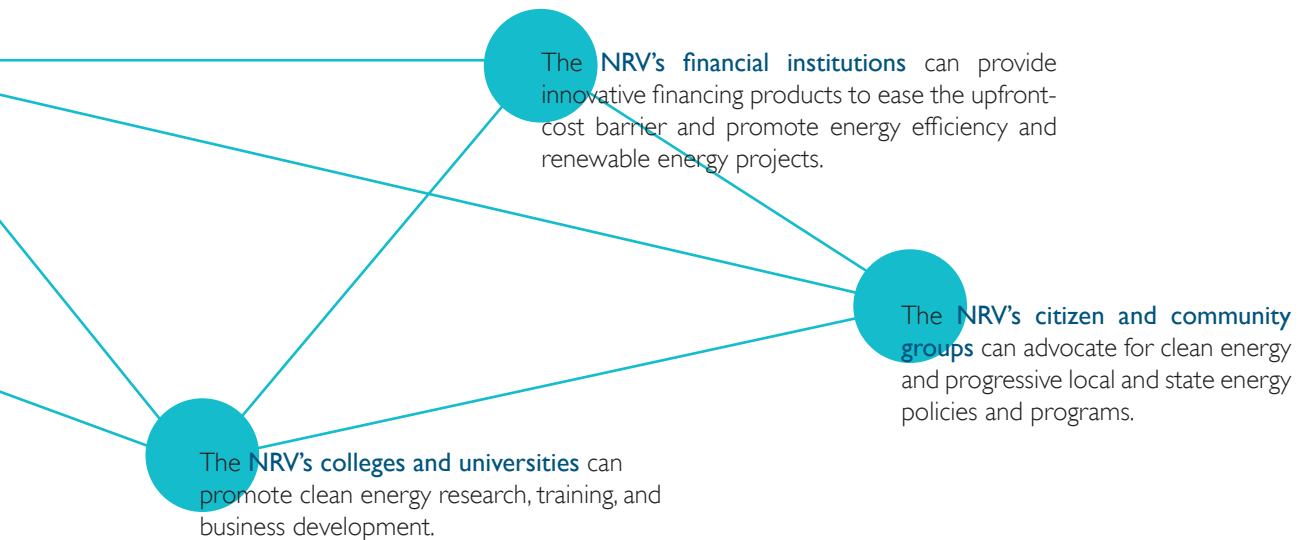 The NRV’s financial institutions can provide
innovative financing products to ease the upfront-
cost barrier and promote energy efficiency and
renewable energy projects.
The NRV’s citizen and community
groups can advocate for clean energy
and progressive local and state energy
policies and programs.
The NRV’s colleges and universities can
promote clean energy research, training, and
business development.